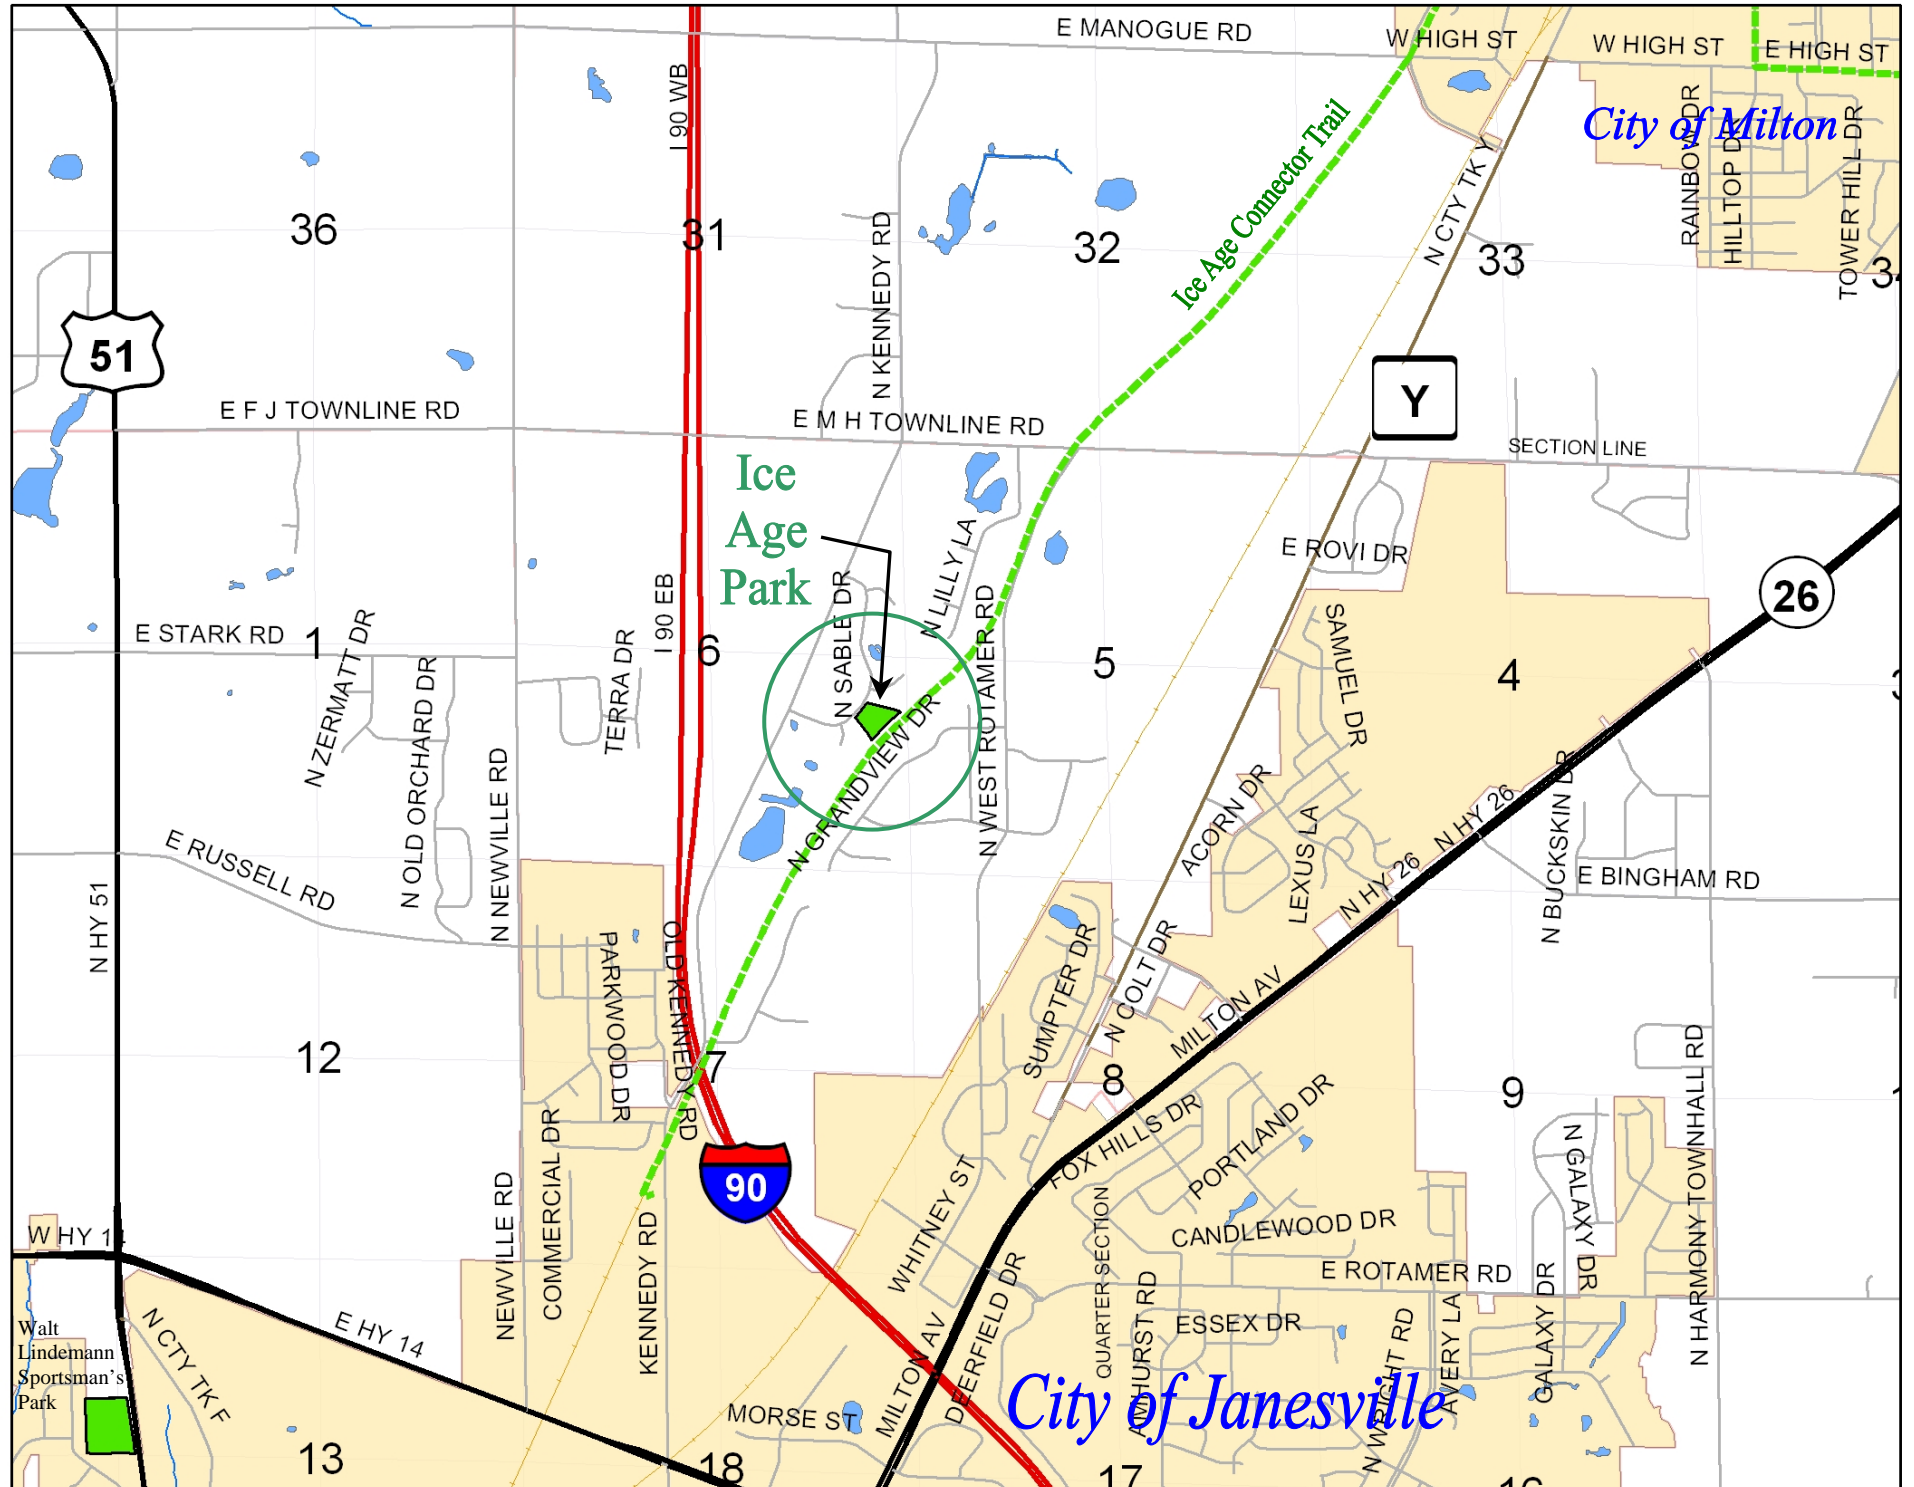 E MANOGUE RD
W HIGH ST
W HIGH ST
E HIGH ST
I 90 WB
City of Milton
RAINBOW DR
HILLTOP DR
TOWER HILL DR
Ice Age Connector Trail
N CTY TK Y
36
31
32
33
N KENNEDY RD
51
Y
E F J TOWNLINE RD
E M H TOWNLINE RD
SECTION LINE
Ice
Age
Park
N LILLY LA
E ROVI DR
26
I 90 EB
N SABLE DR
N WEST ROTAMER RD
E STARK RD
1
6
5
4
N ZERMATT DR
N OLD ORCHARD DR
TERRA DR
SAMUEL DR
N GRANDVIEW DR
N NEWVILLE RD
ACORN DR
LEXUS LA
N HY 26
N HY 26
N BUCKSKIN DR
E BINGHAM RD
E RUSSELL RD
N HY 51
PARKWOOD DR
OLD KENNEDY RD
SUMPTER DR
N COLT DR
MILTON AV
12
7
8
9
FOX HILLS DR
PORTLAND DR
N HARMONY TOWNHALL RD
N GALAXY DR
COMMERCIAL DR
NEWVILLE RD
90
WHITNEY ST
QUARTER SECTION
CANDLEWOOD DR
KENNEDY RD
W HY 14
E ROTAMER RD
E HY 14
N CTY TK F
Walt
Lindemann
Sportsman's
Park
MILTON AV
DEERFIELD DR
AMHURST RD
ESSEX DR
N WRIGHT RD
AVERY LA
GALAXY DR
City of Janesville
MORSE ST
13
18
17